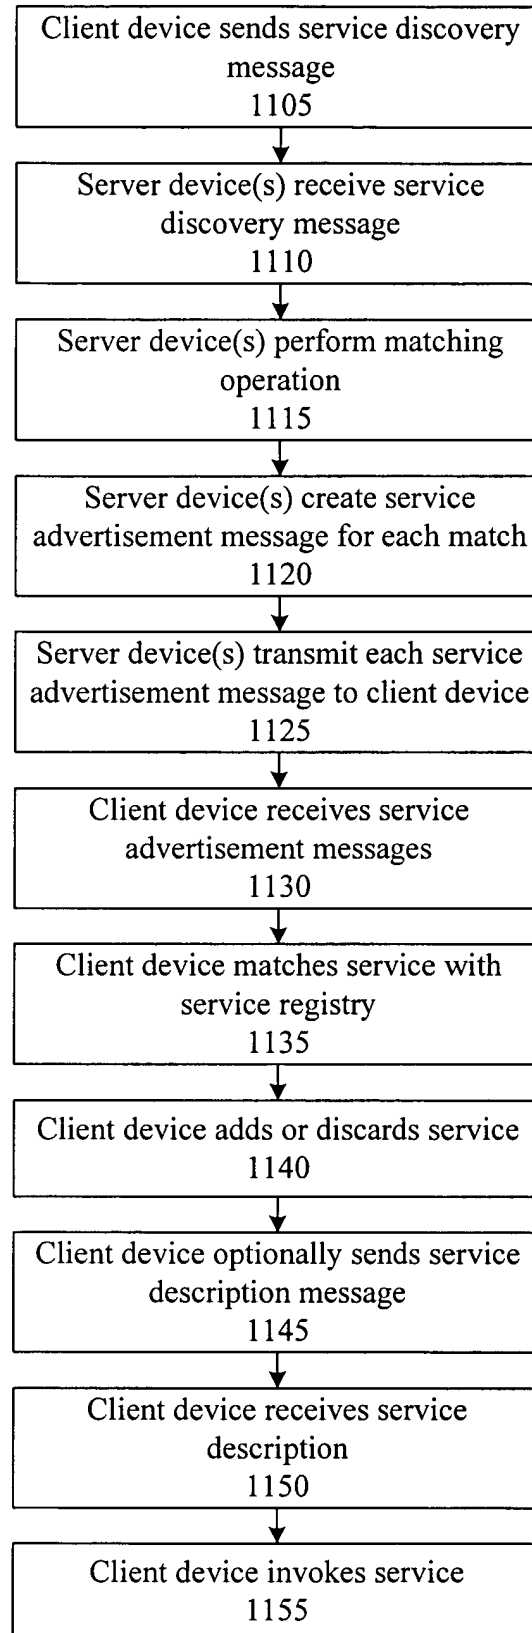 Client device sends service discovery
message
1105
Server device(s) receive service
discovery message
1110
Server device(s) perform matching
operation
1115
Server device(s) create service
advertisement message for each match
1120
Server device(s) transmit each service
advertisement message to client device
1125
Client device receives service
advertisement messages
1130
Client device matches service with
service registry
1135
Client device adds or discards service
1140
Client device optionally sends service
description message
1145
Client device receives service
description
1150
Client device invokes service
1155